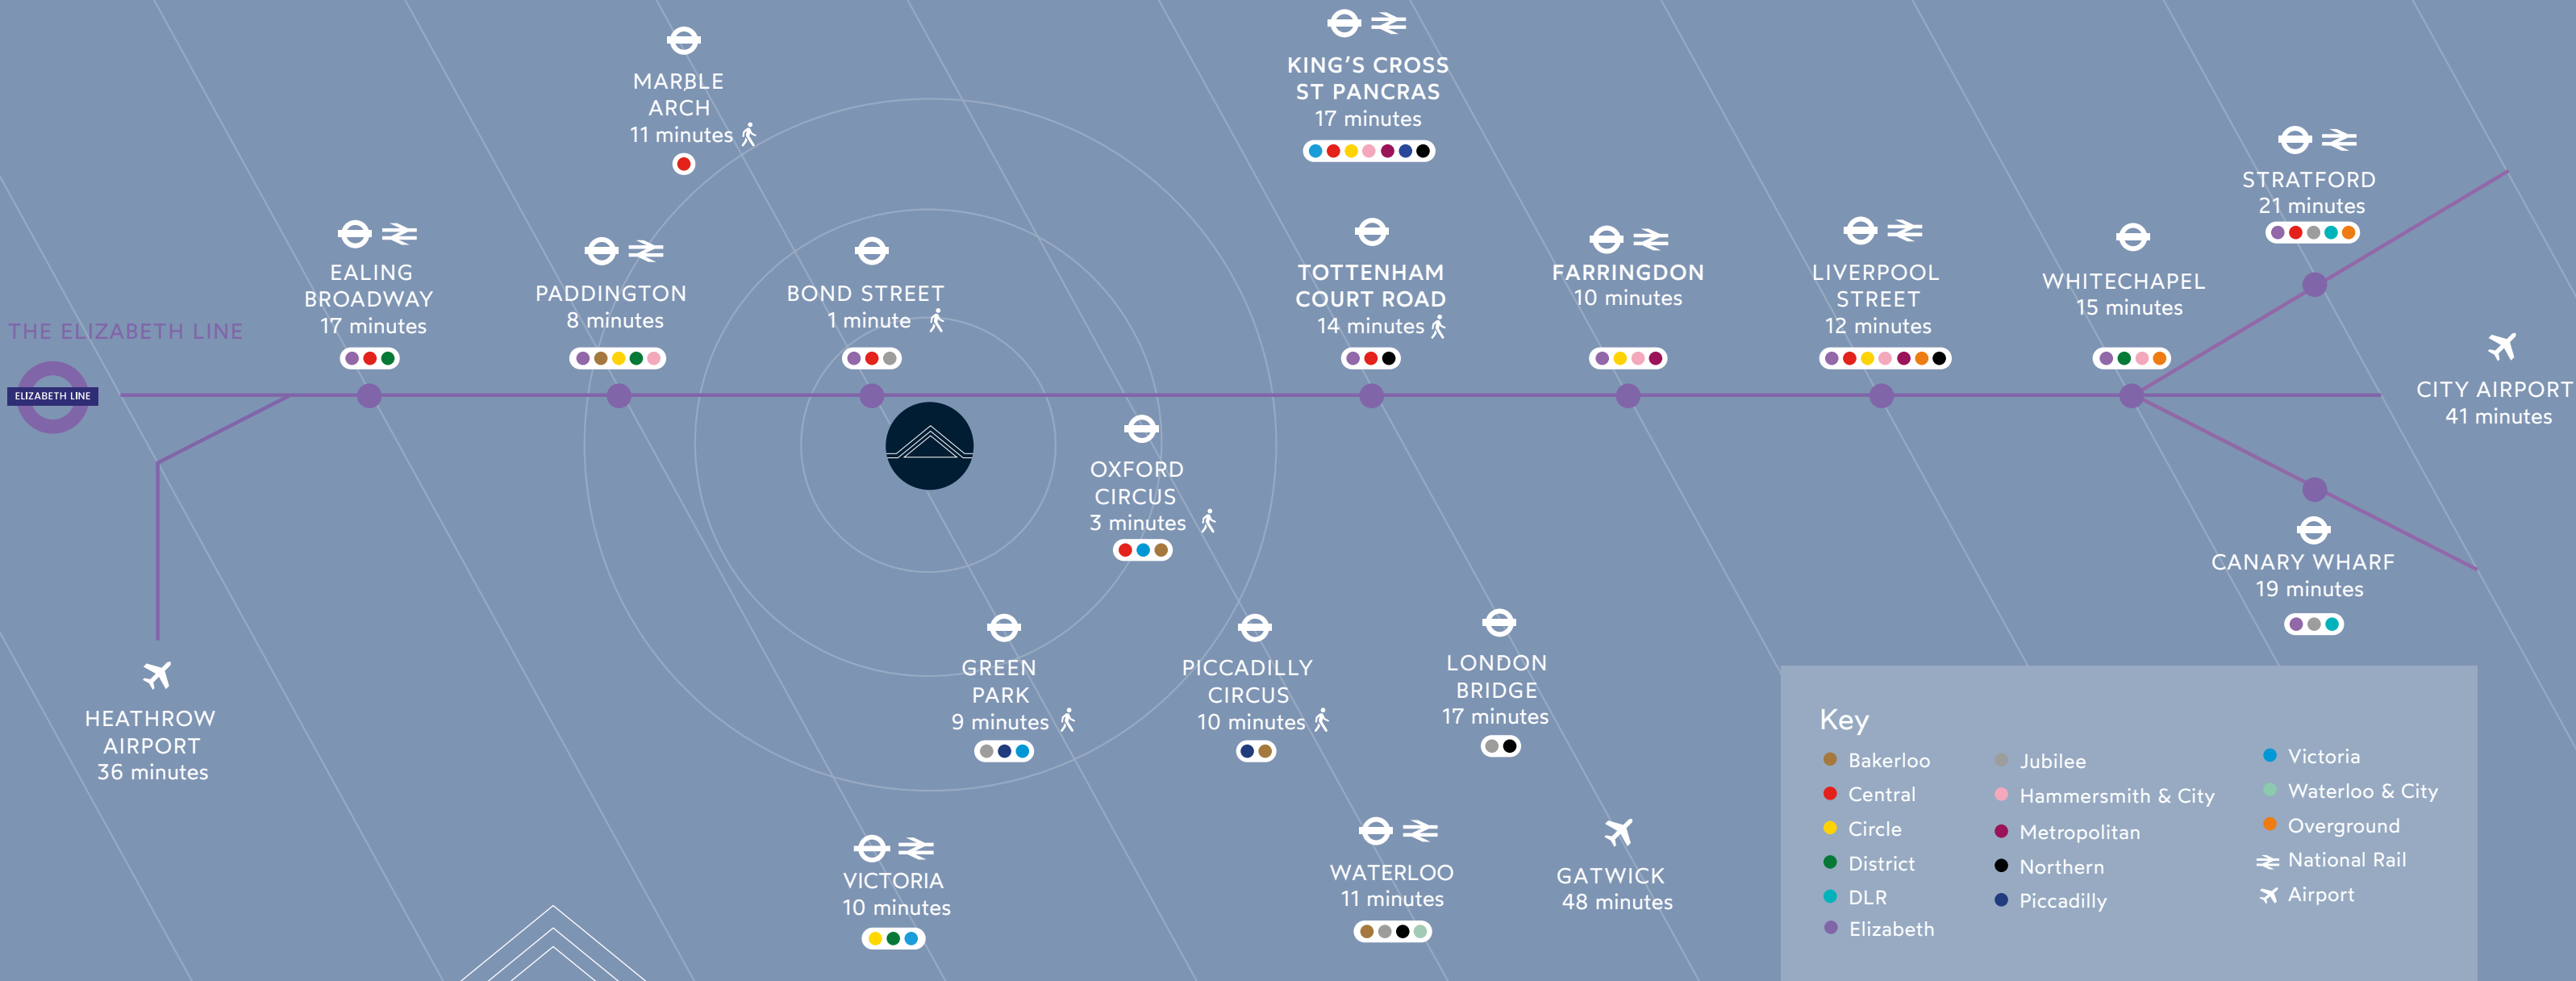 MARBLE
ARCH
11 minutes
KING'S CROSS
ST PANCRAS
17 minutes
STRATFORD
21 minutes
EALING
BROADWAY
17 minutes
PADDINGTON
8 minutes
BOND STREET
1 minute
TOTTENHAM
COURT ROAD
14 minutes
FARRINGDON
10 minutes
LIVERPOOL
STREET
12 minutes
WHITECHAPEL
15 minutes
THE ELIZABETH LINE
ELIZABETH LINE
CITY AIRPORT
41 minutes
OXFORD
CIRCUS
3 minutes
CANARY WHARF
19 minutes
GREEN
PARK
9 minutes
PICCADILLY
CIRCUS
10 minutes
LONDON
BRIDGE
17 minutes
HEATHROW
AIRPORT
36 minutes
VICTORIA
10 minutes
WATERLOO
11 minutes
GATWICK
48 minutes
Key
Bakerloo
Central
Circle
District
DLR
Elizabeth
Jubilee
Hammersmith & City
Metropolitan
Northern
Piccadilly
Victoria
Waterloo & City
Overground
National Rail
Airport